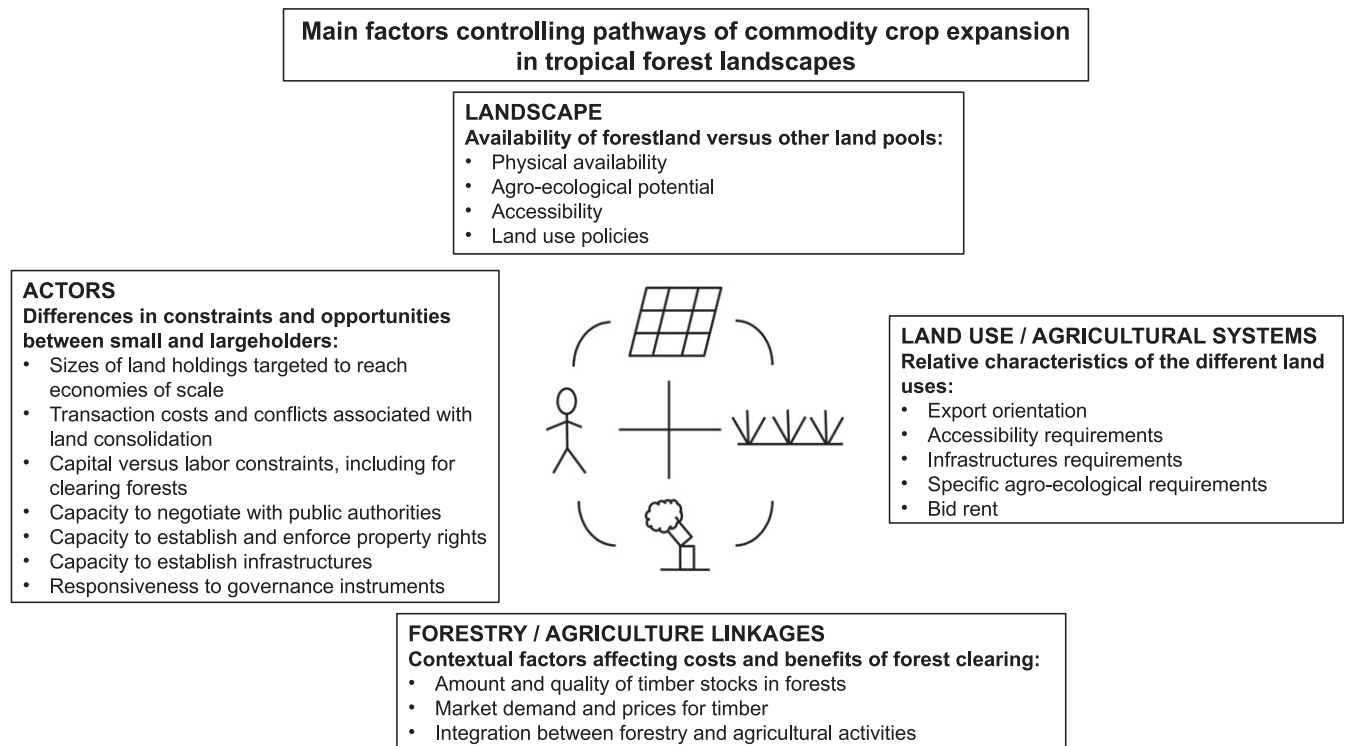 Main factors controlling pathways of commodity crop expansion
in tropical forest landscapes
LANDSCAPE
Availability of forestland versus other land pools:
• Physical availability
• Agro-ecological potential
• Accessibility
• Land use policies
ACTORS
Differences in constraints and opportunities
between small and largeholders:
• Sizes of land holdings targeted to reach
economies of scale
• Transaction costs and conflicts associated with
land consolidation
• Capital versus labor constraints, including for
clearing forests
• Capacity to negotiate with public authorities
• Capacity to establish and enforce property rights
• Capacity to establish infrastructures
• Responsiveness to governance instruments
LAND USE / AGRICULTURAL SYSTEMS
Relative characteristics of the different land
uses:
• Export orientation
• Accessibility requirements
• Infrastructures requirements
• Specific agro-ecological requirements
• Bid rent
FORESTRY / AGRICULTURE LINKAGES
Contextual factors affecting costs and benefits of forest clearing:
• Amount and quality of timber stocks in forests
• Market demand and prices for timber
• Integration between forestry and agricultural activities